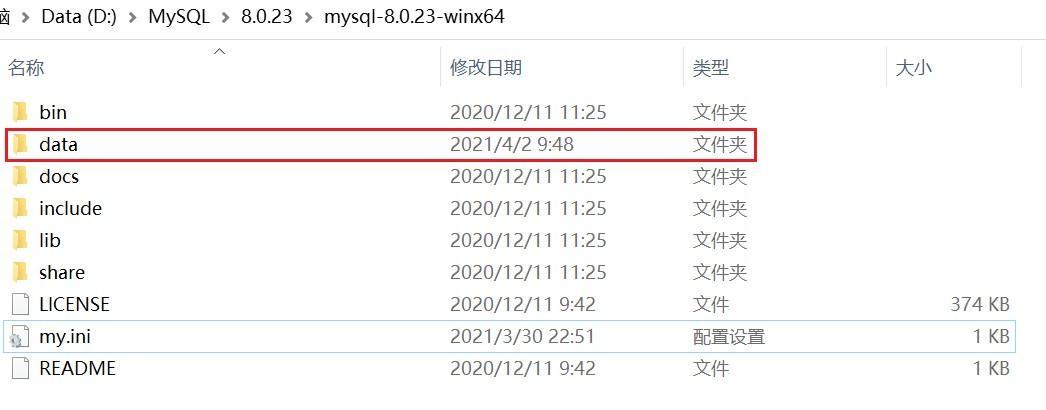 脑 > Data (D:) > MySQL > 8.0.23 > mysql-8.0.23-winx64
名称 修改日期 类型 大小
bin 2020/12/11 11:25 文件夹
data 2021/4/2 9:48 文件夹
docs 2020/12/11 11:25 文件夹
include 2020/12/11 11:25 文件夹
lib 2020/12/11 11:25 文件夹
share 2020/12/11 11:25 文件夹
LICENSE 2020/12/11 9:42 文件 374 KB
my.ini 2021/3/30 22:51 配置设置 1 KB
README 2020/12/11 9:42 文件 1 KB